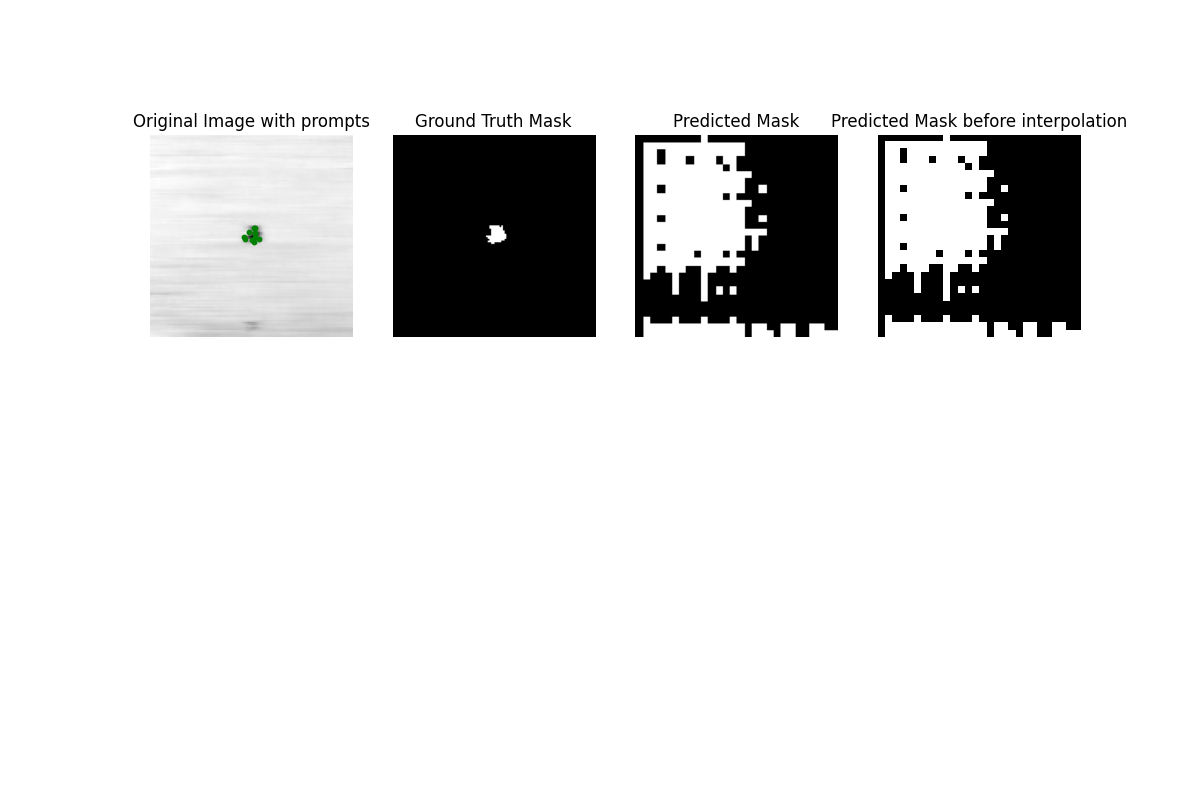 Original Image with prompts
Ground Truth Mask
Predicted Mask
Predicted Mask before interpolation